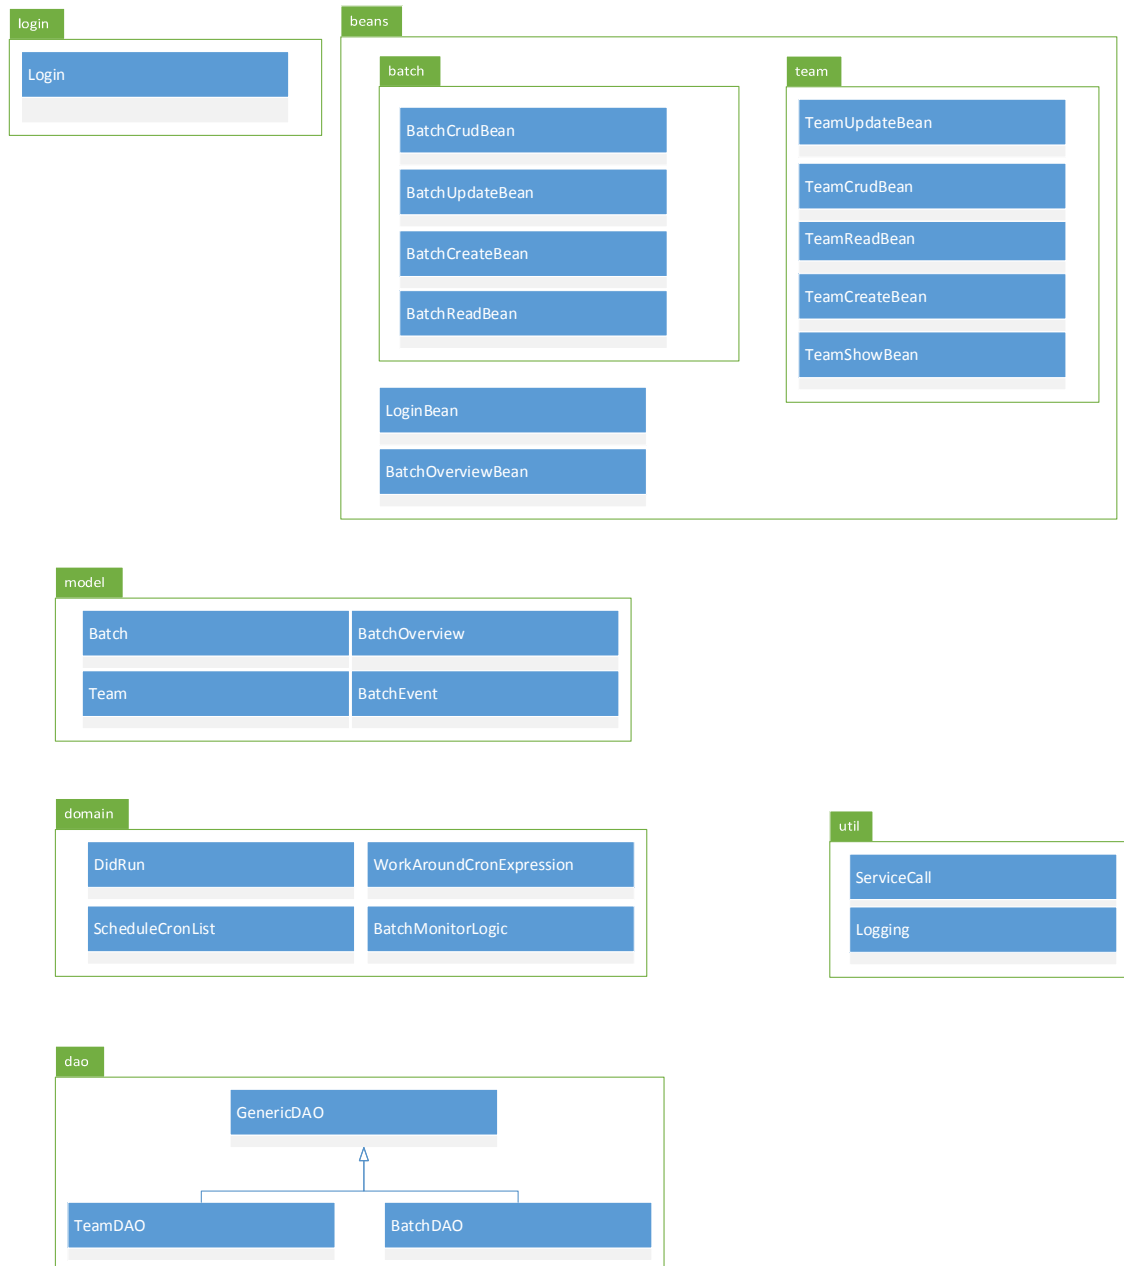 login
Login
beans
batch
BatchCrudBean
BatchUpdateBean
BatchCreateBean
BatchReadBean
team
TeamUpdateBean
TeamCrudBean
TeamReadBean
TeamCreateBean
TeamShowBean
LoginBean
BatchOverviewBean
model
Batch
BatchOverview
Team
BatchEvent
domain
DidRun
WorkAroundCronExpression
ScheduleCronList
BatchMonitorLogic
util
ServiceCall
Logging
dao
GenericDAO
TeamDAO
BatchDAO